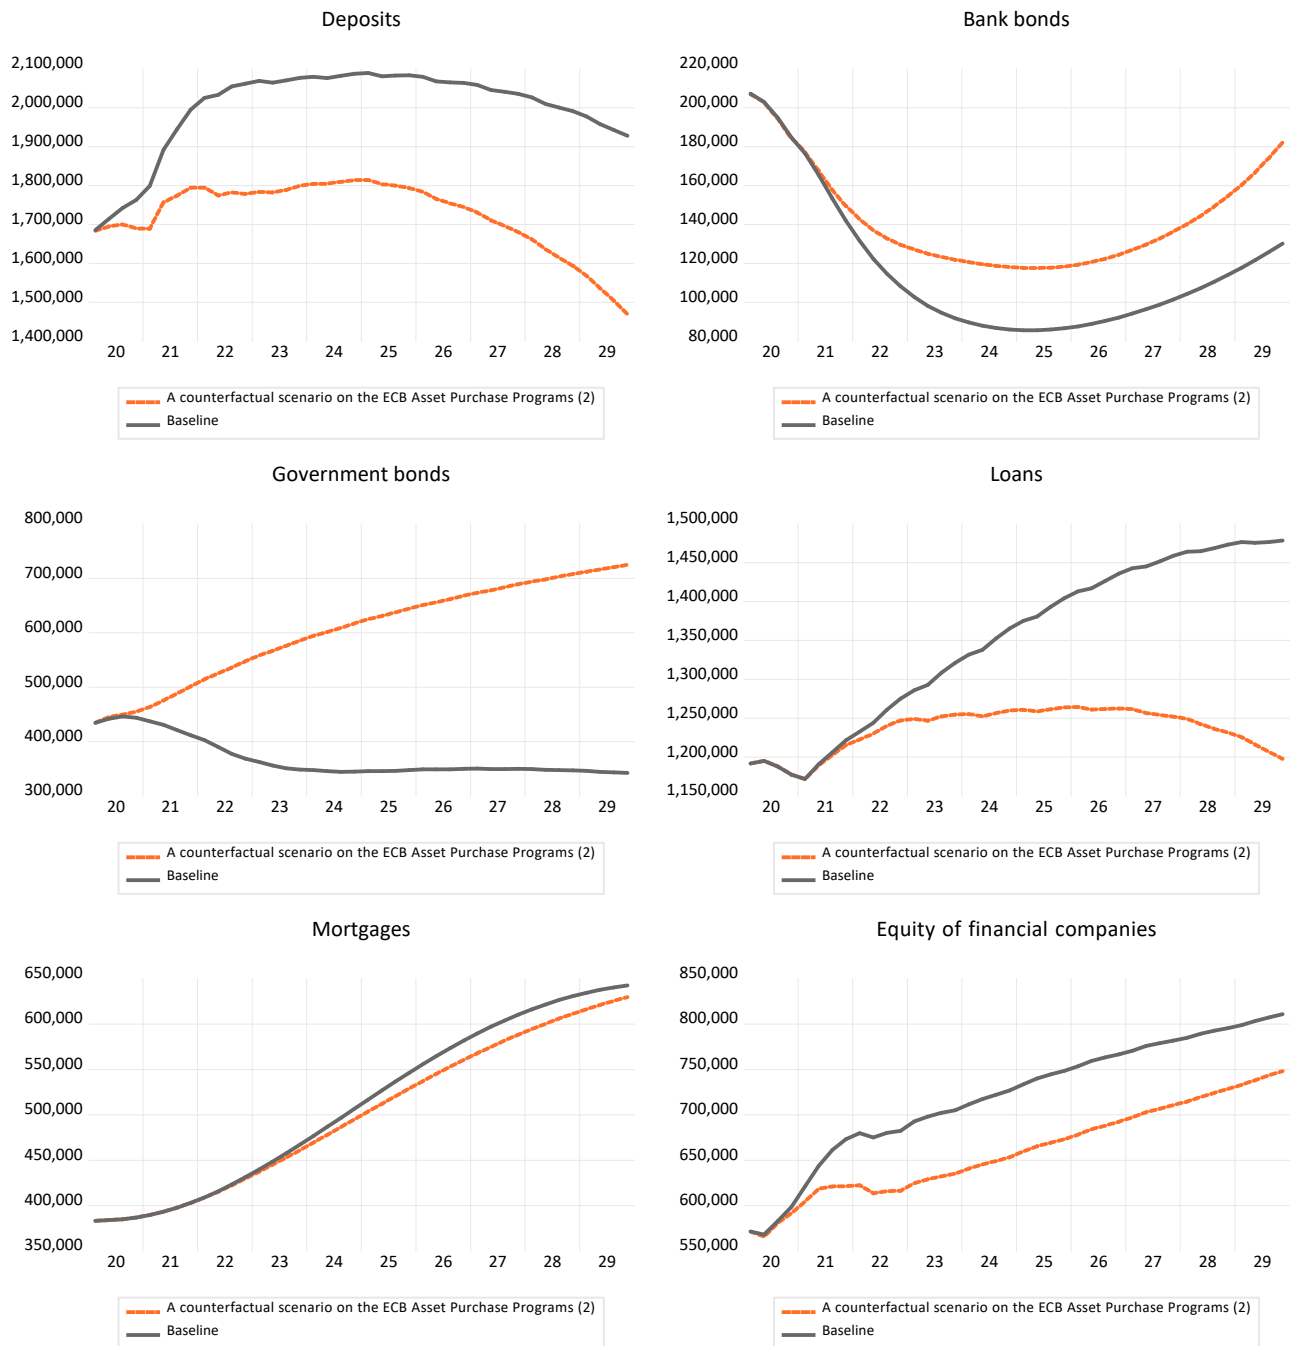 Deposits
2,100,000
2,000,000
1,900,000
1,800,000
1,700,000
1,600,000
1,500,000
1,400,000
20 21 22 23 24 25 26 27 28 29
A counterfactual scenario on the ECB Asset Purchase Programs (2)
Baseline
Bank bonds
220,000
200,000
180,000
160,000
140,000
120,000
100,000
80,000
20 21 22 23 24 25 26 27 28 29
A counterfactual scenario on the ECB Asset Purchase Programs (2)
Baseline
Government bonds
800,000
700,000
600,000
500,000
400,000
300,000
20 21 22 23 24 25 26 27 28 29
A counterfactual scenario on the ECB Asset Purchase Programs (2)
Baseline
Loans
1,500,000
1,450,000
1,400,000
1,350,000
1,300,000
1,250,000
1,200,000
1,150,000
20 21 22 23 24 25 26 27 28 29
A counterfactual scenario on the ECB Asset Purchase Programs (2)
Baseline
Mortgages
650,000
600,000
550,000
500,000
450,000
400,000
350,000
20 21 22 23 24 25 26 27 28 29
A counterfactual scenario on the ECB Asset Purchase Programs (2)
Baseline
Equity of financial companies
850,000
800,000
750,000
700,000
650,000
600,000
550,000
20 21 22 23 24 25 26 27 28 29
A counterfactual scenario on the ECB Asset Purchase Programs (2)
Baseline